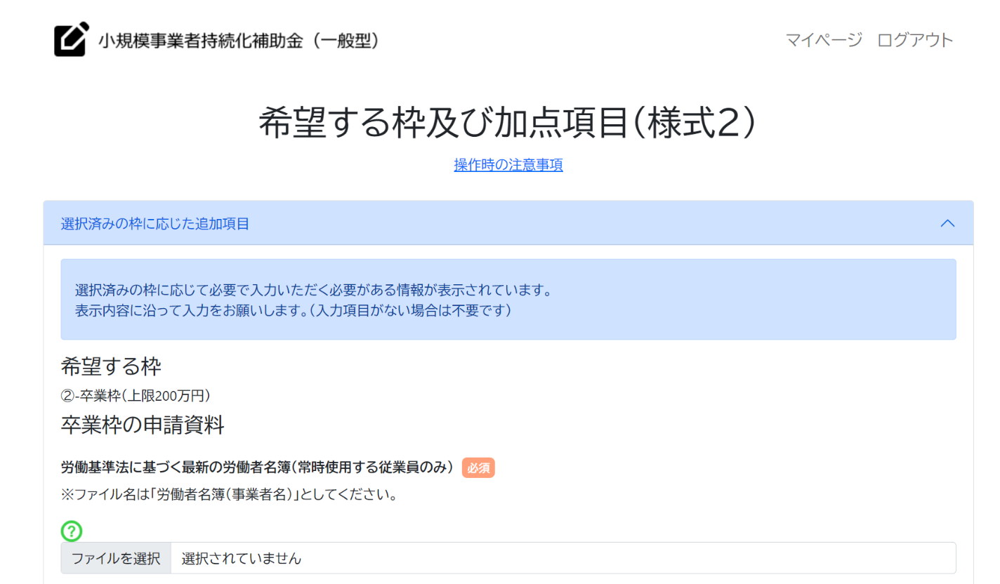 小規模事業者持続化補助金（一般型）
マイページ ログアウト
希望する枠及び加点項目（様式２）
操作時の注意事項
選択済みの枠に応じた追加項目
選択済みの枠に応じて必要で入力いただく必要がある情報が表示されています。
表示内容に沿って入力をお願いします。（入力項目がない場合は不要です）
希望する枠
②-卒業枠（上限200万円）
卒業枠の申請資料
労働基準法に基づく最新の労働者名簿（常時使用する従業員のみ） 必須
※ファイル名は「労働者名簿（事業者名）」としてください。
?
ファイルを選択 選択されていません